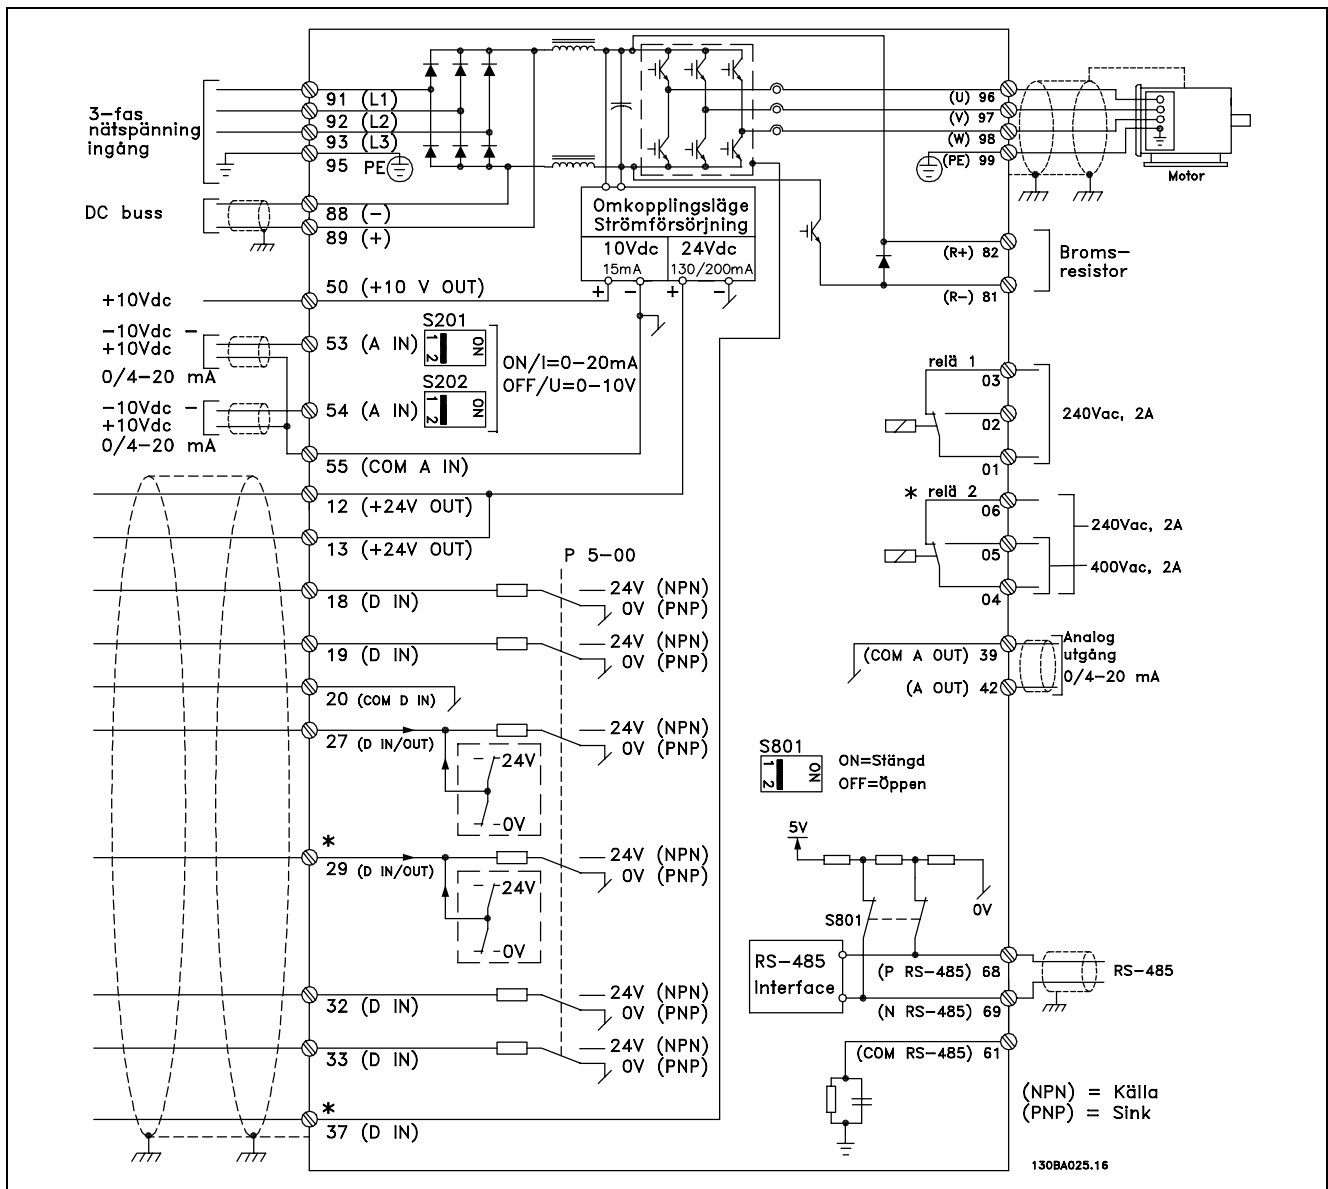 3-fas
nätspänning
ingång
91 (L1)
92 (L2)
93 (L3)
95 PE
DC buss
88 (-)
89 (+)
+10Vdc
50 (+10 V OUT)
-10Vdc -
+10Vdc
0/4-20 mA
53 (A IN)
S201
1 2
ON
-10Vdc -
+10Vdc
0/4-20 mA
54 (A IN)
S202
1 2
ON
ON/I=0-20mA
OFF/U=0-10V
55 (COM A IN)
12 (+24V OUT)
13 (+24V OUT)
P 5-00
18 (D IN)
24V (NPN)
0V (PNP)
19 (D IN)
24V (NPN)
0V (PNP)
20 (COM D IN)
27 (D IN/OUT)
24V (NPN)
0V (PNP)
24V
0V
*
29 (D IN/OUT)
24V (NPN)
0V (PNP)
24V
0V
32 (D IN)
24V (NPN)
0V (PNP)
33 (D IN)
24V (NPN)
0V (PNP)
*
37 (D IN)
Omkopplingsläge
Strömförsörjning
10Vdc
15mA
24Vdc
130/200mA
+ - + -
(U) 96
(V) 97
(W) 98
(PE) 99
Motor
(R+) 82
(R-) 81
Broms-
resistor
relä 1
03
02
01
240Vac, 2A
* relä 2
06
05
04
240Vac, 2A
400Vac, 2A
(COM A OUT) 39
(A OUT) 42
Analog
utgång
0/4-20 mA
S801
1 2
ON
ON=Stängd
OFF=Öppen
5V
0V
S801
RS-485
Interface
(P RS-485) 68
(N RS-485) 69
RS-485
(COM RS-485) 61
(NPN) = Källa
(PNP) = Sink
130BA025.16